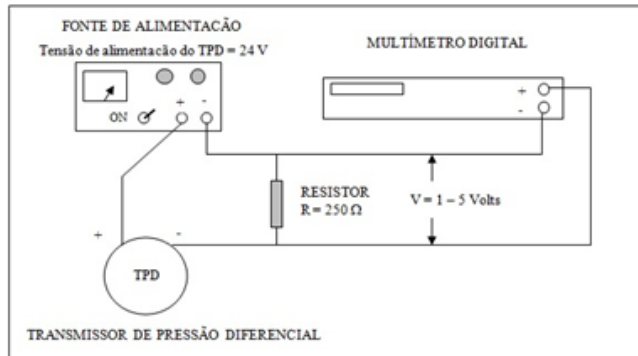 FONTE DE ALIMENTAÇÃO
Tensão de alimentação do TPD = 24 V
MULTÍMETRO DIGITAL
+ -
ON
+
-
RESISTOR
R = 250 Ω
V = 1 – 5 Volts
+ -
TPD
TRANSMISSOR DE PRESSÃO DIFERENCIAL